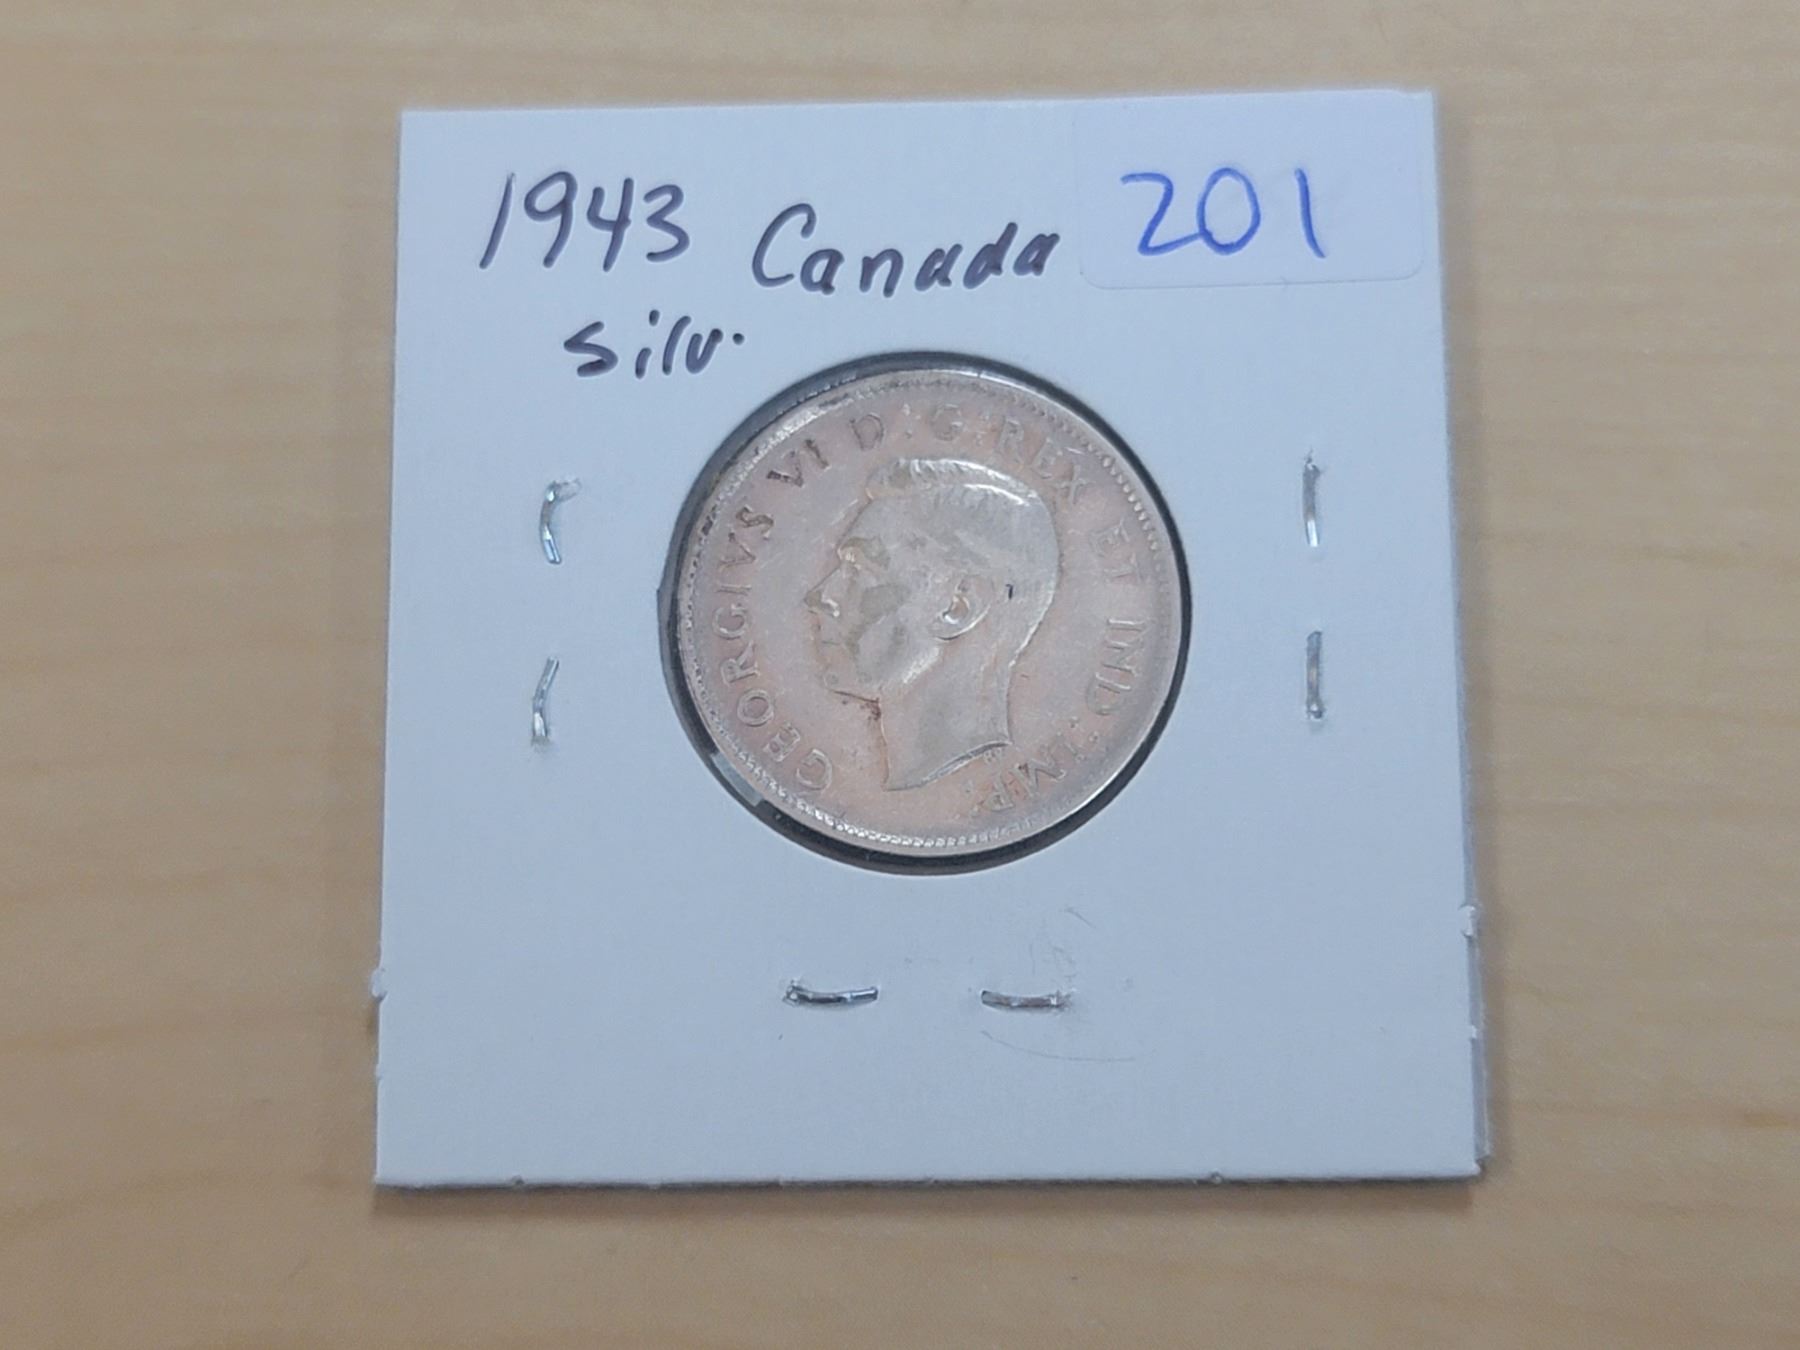 1943 Canada
201
silv.
GEORGIVS VI D:G:REX ET IND:IMP: